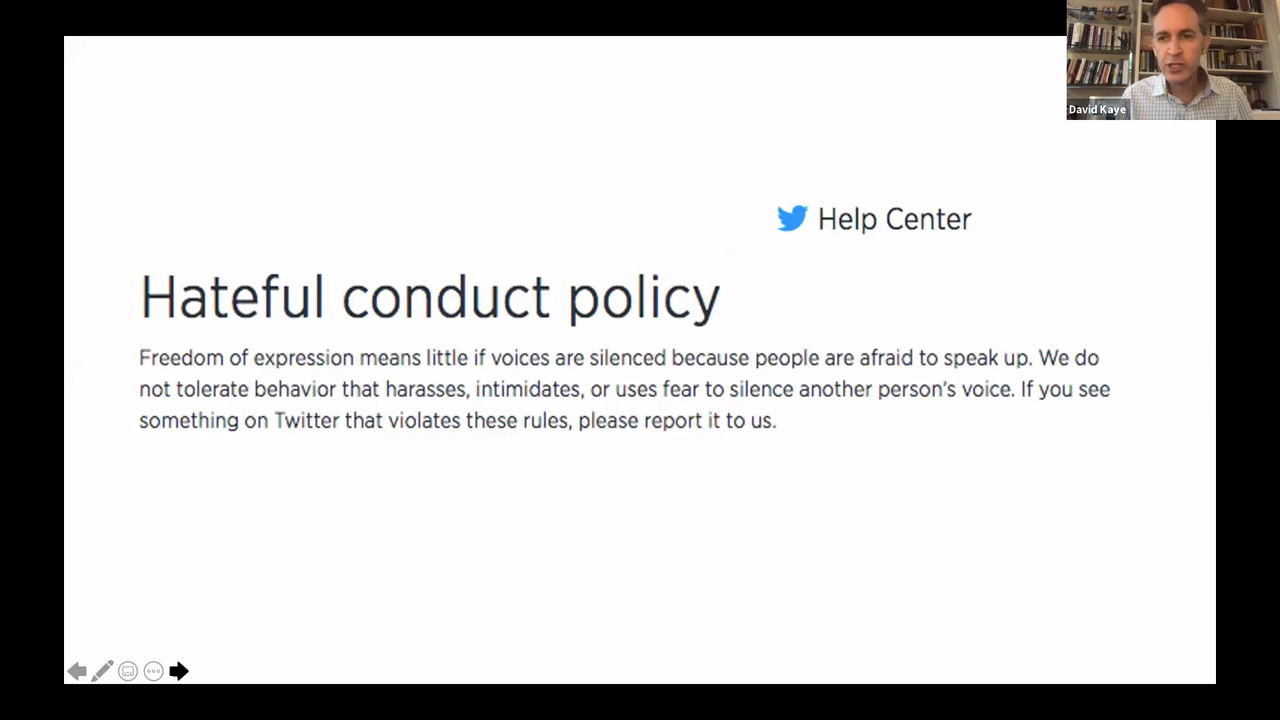 David Kaye
Help Center
Hateful conduct policy
Freedom of expression means little if voices are silenced because people are afraid to speak up. We do
not tolerate behavior that harasses, intimidates, or uses fear to silence another person's voice. If you see
something on Twitter that violates these rules, please report it to us.